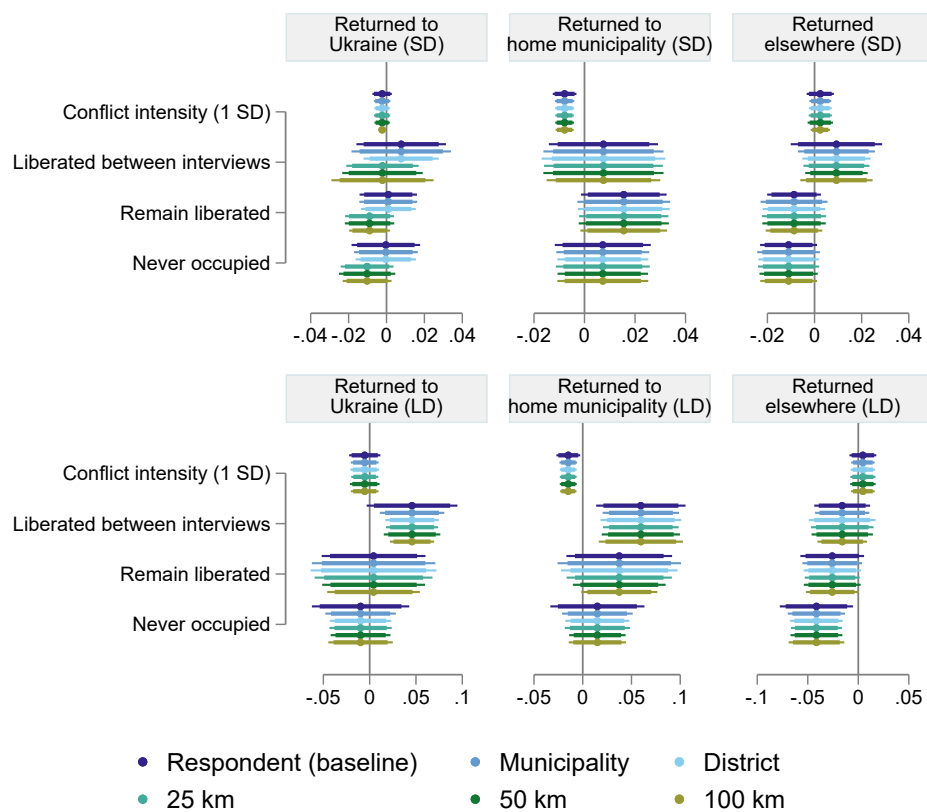 Returned to
Ukraine (SD)
Returned to
home municipality (SD)
Returned
elsewhere (SD)
Conflict intensity (1 SD)
Liberated between interviews
Remain liberated
Never occupied
-.04 -.02 0 .02 .04
-.02 0 .02 .04
-.02 0 .02 .04
Returned to
Ukraine (LD)
Returned to
home municipality (LD)
Returned
elsewhere (LD)
Conflict intensity (1 SD)
Liberated between interviews
Remain liberated
Never occupied
-.05 0 .05 .1
-.05 0 .05 .1
-.1 -.05 0 .05
Respondent (baseline) Municipality District
25 km 50 km 100 km